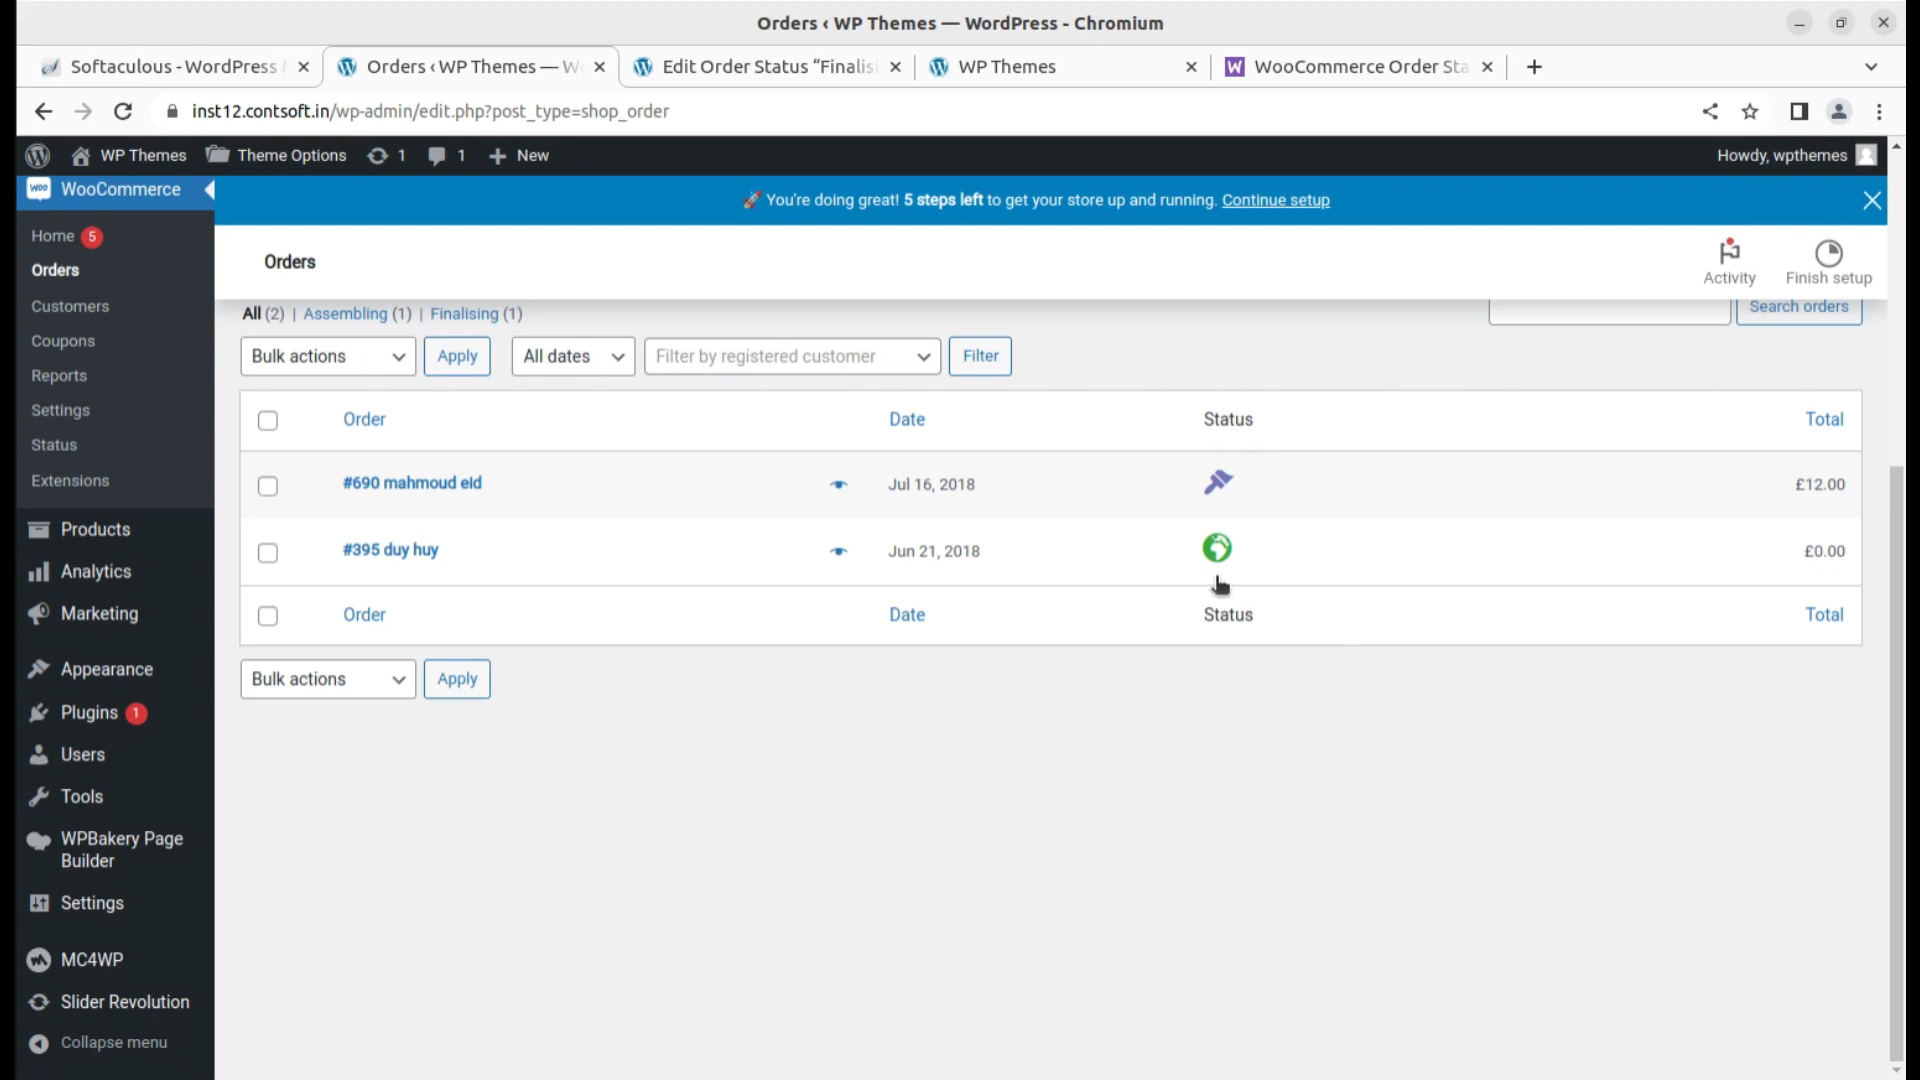 Orders ‹ WP Themes — WordPress - Chromium
Softaculous - WordPress
Orders ‹ WP Themes — W
Edit Order Status “Finalisi
WP Themes
WooCommerce Order Sta
inst12.contsoft.in/wp-admin/edit.php?post_type=shop_order
WP Themes
Theme Options
1
1
New
Howdy, wpthemes
WooCommerce
🚀 You're doing great! 5 steps left to get your store up and running. Continue setup
Home 5
Orders
Activity
Finish setup
Orders
Customers
Coupons
Reports
Settings
Status
Extensions
Products
Analytics
Marketing
Appearance
Plugins 1
Users
Tools
WPBakery Page
Builder
Settings
MC4WP
Slider Revolution
Collapse menu
All (2) | Assembling (1) | Finalising (1)
Search orders
Bulk actions
Apply
All dates
Filter by registered customer
Filter
Order Date Status Total
#690 mahmoud eid Jul 16, 2018 £12.00
#395 duy huy Jun 21, 2018 £0.00
Order Date Status Total
Bulk actions
Apply